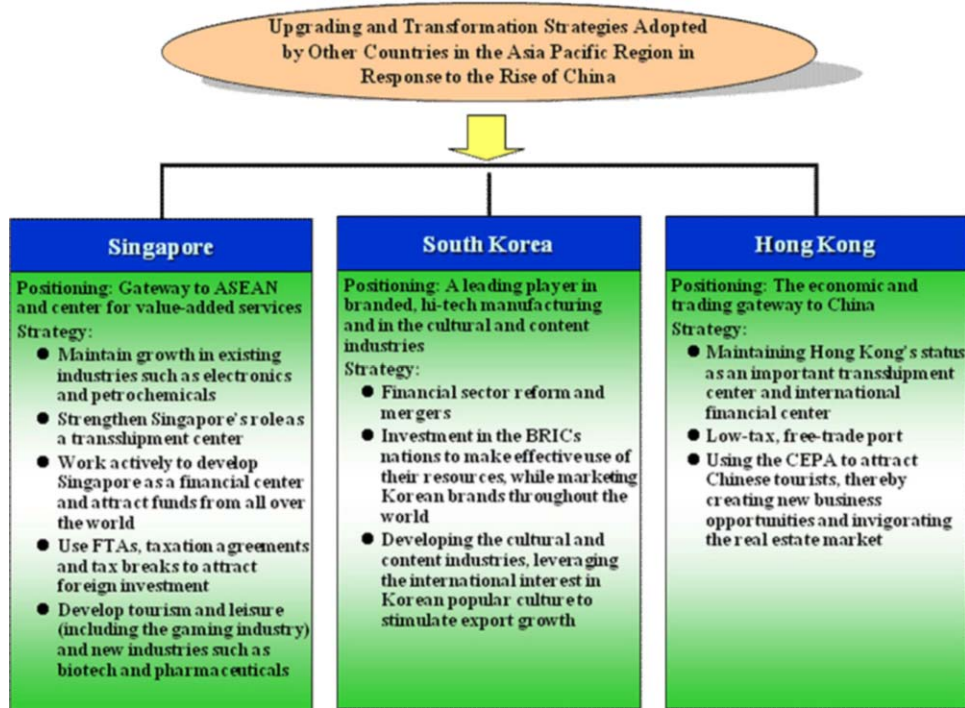 Upgrading and Transformation Strategies Adopted
by Other Countries in the Asia Pacific Region in
Response to the Rise of China
Singapore
Positioning: Gateway to ASEAN
and center for value-added services
Strategy:
● Maintain growth in existing
industries such as electronics
and petrochemicals
● Strengthen Singapore's role as
a transshipment center
● Work actively to develop
Singapore as a financial center
and attract funds from all over
the world
● Use FTAs, taxation agreements
and tax breaks to attract
foreign investment
● Develop tourism and leisure
(including the gaming industry)
and new industries such as
biotech and pharmaceuticals
South Korea
Positioning: A leading player in
branded, hi-tech manufacturing
and in the cultural and content
industries
Strategy:
● Financial sector reform and
mergers
● Investment in the BRICs
nations to make effective use of
their resources, while marketing
Korean brands throughout the
world
● Developing the cultural and
content industries, leveraging
the international interest in
Korean popular culture to
stimulate export growth
Hong Kong
Positioning: The economic and
trading gateway to China
Strategy:
● Maintaining Hong Kong's status
as an important transshipment
center and international
financial center
● Low-tax, free-trade port
● Using the CEPA to attract
Chinese tourists, thereby
creating new business
opportunities and invigorating
the real estate market